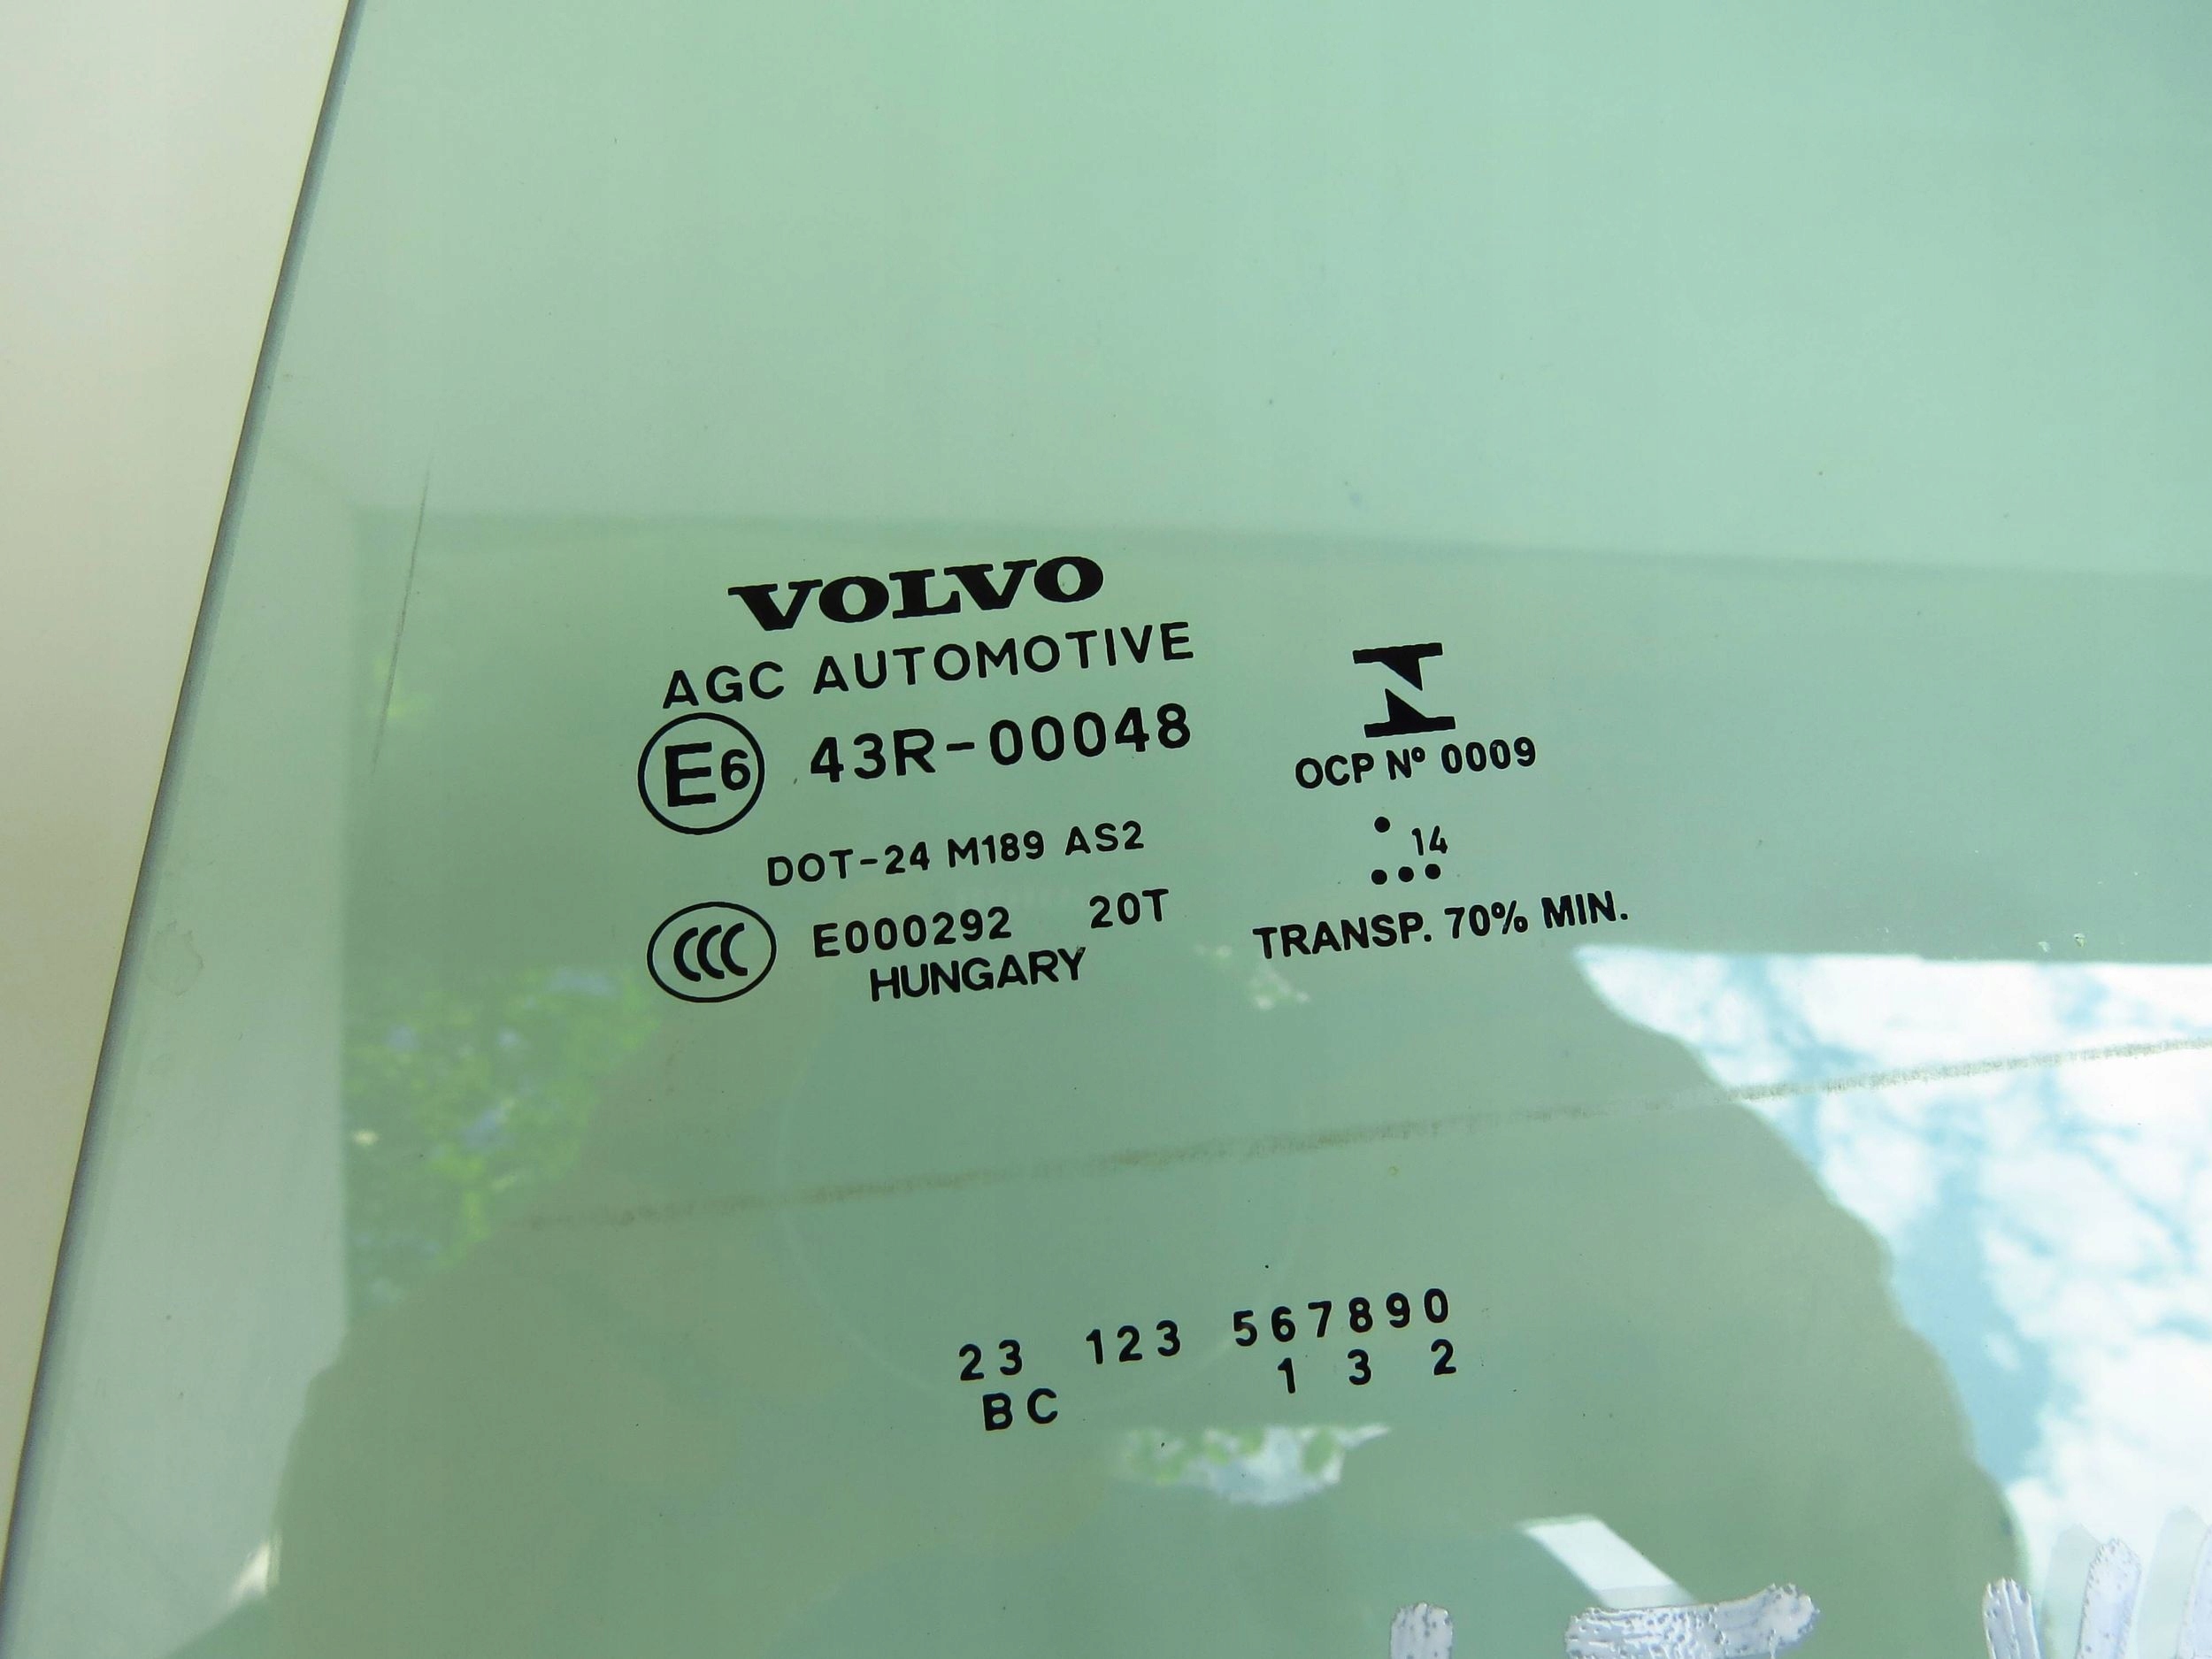 VOLVO
AGC AUTOMOTIVE
E6 43R-00048
DOT-24 M189 AS2
CCC E000292 20T
HUNGARY
OCP Nº 0009
14
TRANSP. 70% MIN.
23 123 567890
BC 1 3 2